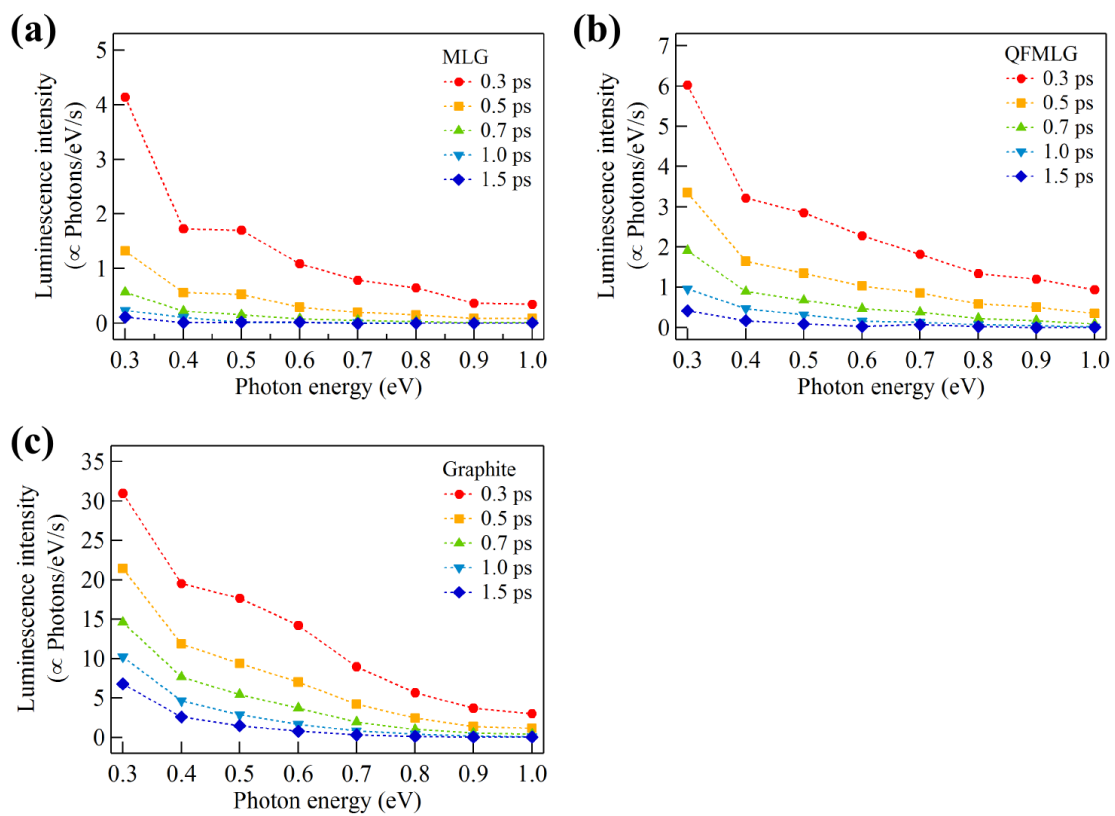 (a)
MLG
0.3 ps
0.5 ps
0.7 ps
1.0 ps
1.5 ps
5
4
3
2
1
0
Luminescence intensity
(∝ Photons/eV/s)
0.3 0.4 0.5 0.6 0.7 0.8 0.9 1.0
Photon energy (eV)
(b)
QFMLG
0.3 ps
0.5 ps
0.7 ps
1.0 ps
1.5 ps
7
6
5
4
3
2
1
0
Luminescence intensity
(∝ Photons/eV/s)
0.3 0.4 0.5 0.6 0.7 0.8 0.9 1.0
Photon energy (eV)
(c)
Graphite
0.3 ps
0.5 ps
0.7 ps
1.0 ps
1.5 ps
35
30
25
20
15
10
5
0
Luminescence intensity
(∝ Photons/eV/s)
0.3 0.4 0.5 0.6 0.7 0.8 0.9 1.0
Photon energy (eV)